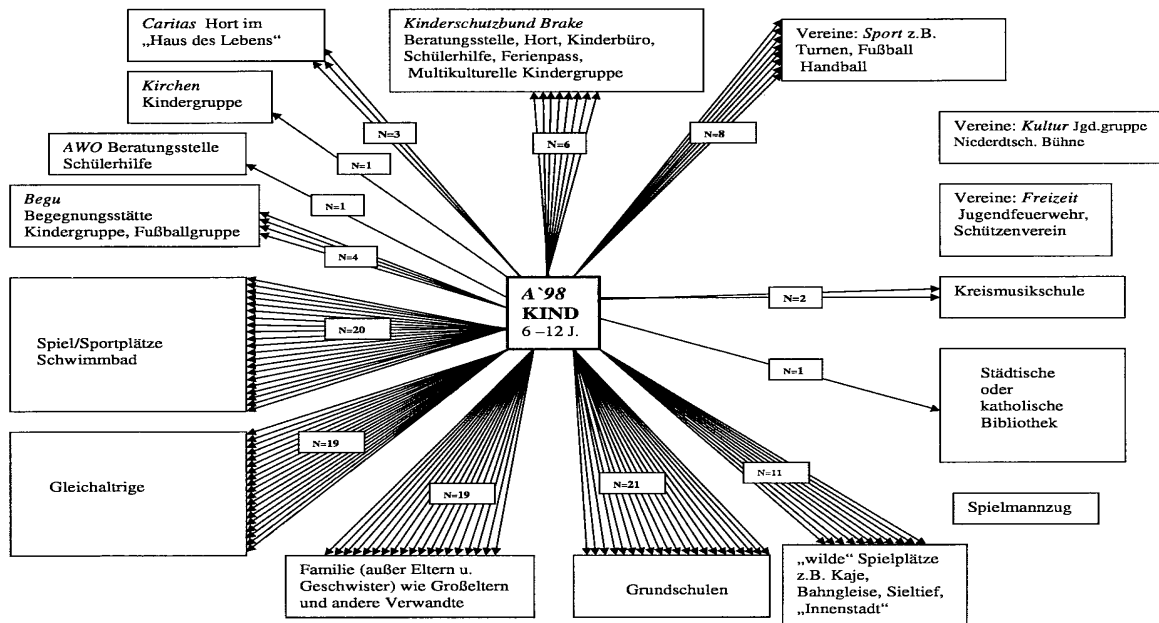 Caritas Hort im
„Haus des Lebens“
Kinderschutzbund Brake
Beratungsstelle, Hort, Kinderbüro,
Schülerhilfe, Ferienpass,
Multikulturelle Kindergruppe
Vereine: Sport z.B.
Turnen, Fußball
Handball
Kirchen
Kindergruppe
Vereine: Kultur Jgd.gruppe
Niederdtsch. Bühne
AWO Beratungsstelle
Schülerhilfe
Vereine: Freizeit
Jugendfeuerwehr,
Schützenverein
Begu
Begegnungsstätte
Kindergruppe, Fußballgruppe
N=3
N=6
N=8
N=1
N=1
N=4
A`98
KIND
6 –12 J.
N=2
Kreismusikschule
Spiel/Sportplätze
Schwimmbad
N=20
N=1
Städtische
oder
katholische
Bibliothek
Gleichaltrige
N=19
N=19
N=21
N=11
Spielmannzug
Familie (außer Eltern u.
Geschwister) wie Großeltern
und andere Verwandte
Grundschulen
„wilde“ Spielplätze
z.B. Kaje,
Bahngleise, Sieltief,
„Innenstadt“